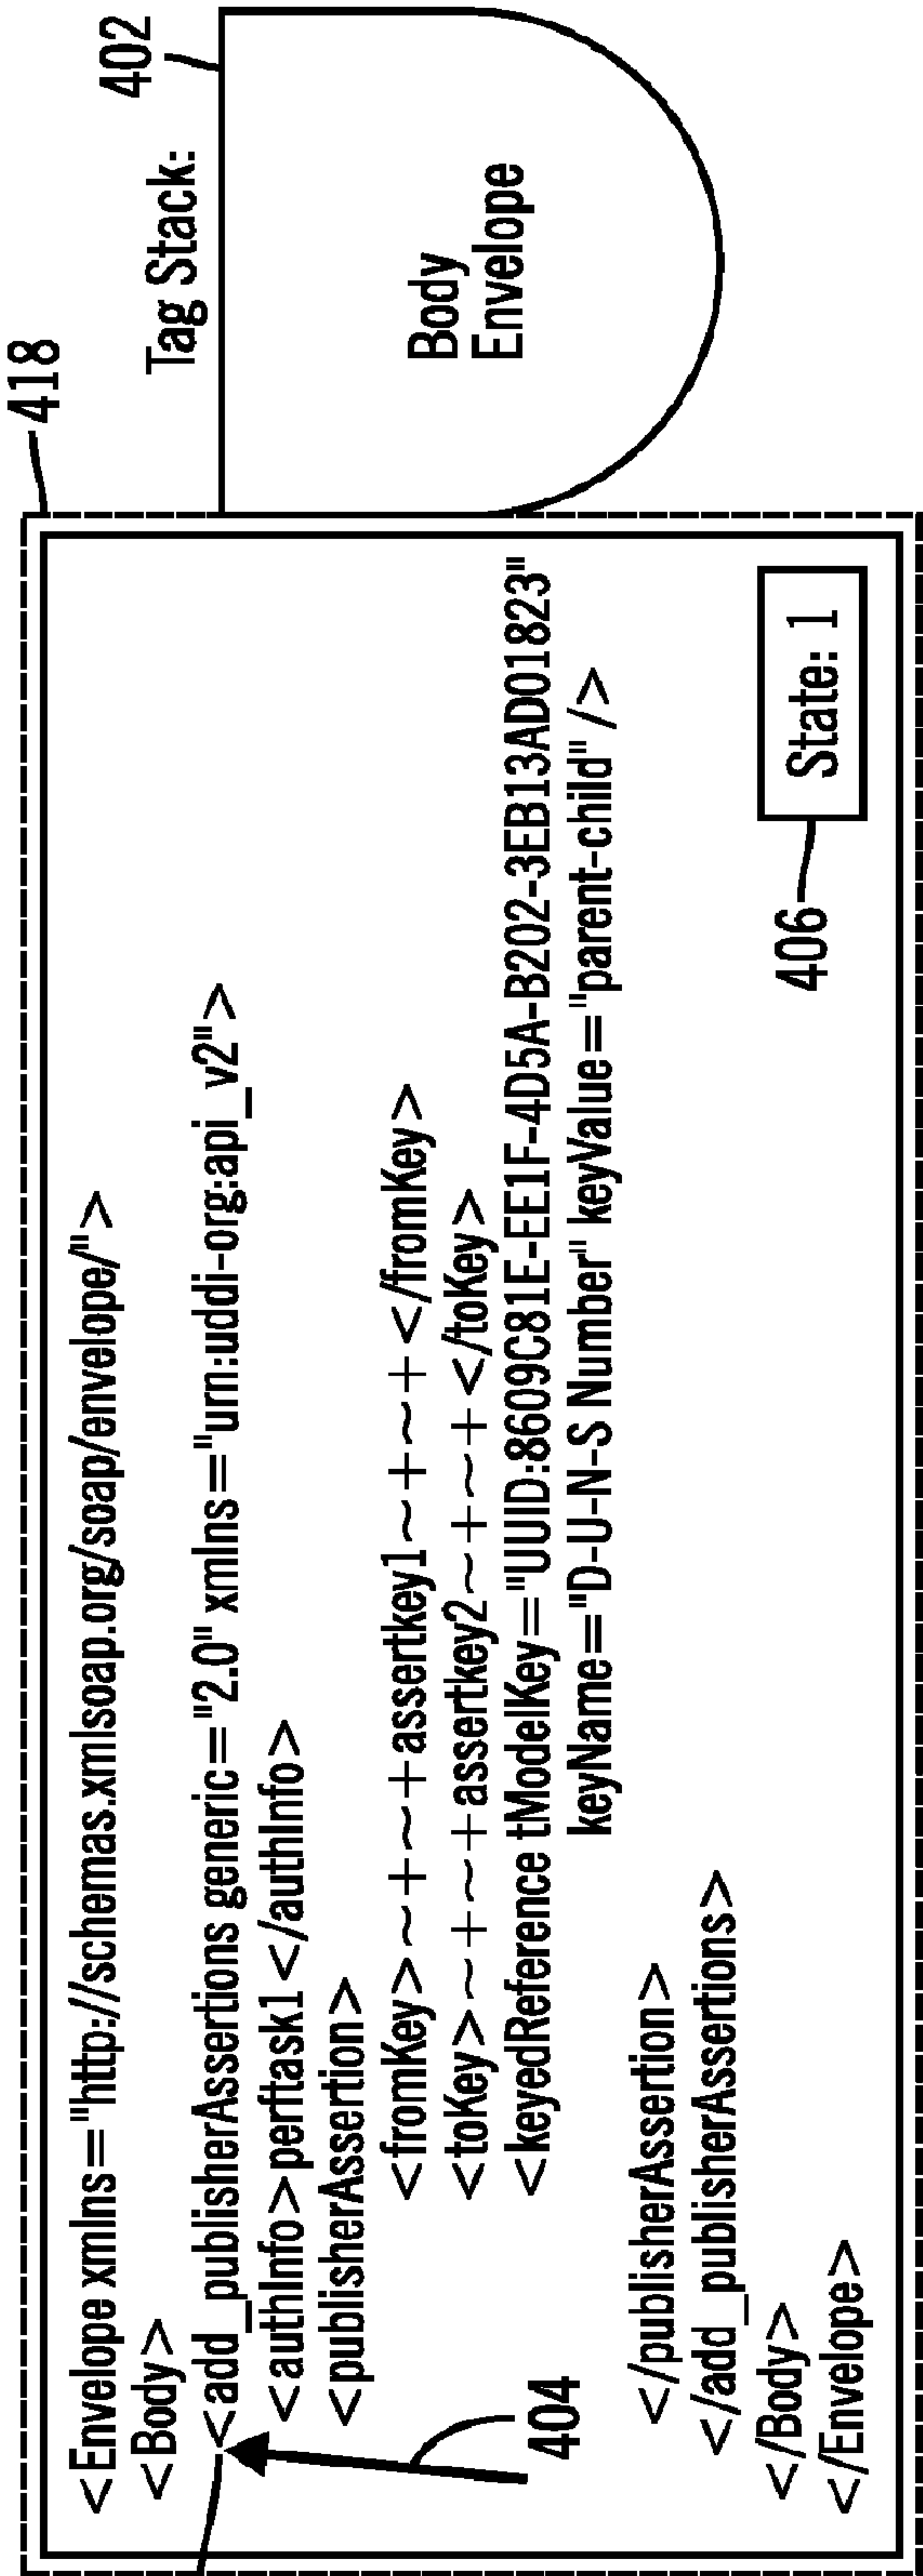 418
Tag Stack:
402
<Envelope xmlns="http://schemas.xmlsoap.org/soap/envelope/">
<Body>
<add_publisherAssertions generic="2.0" xmlns="urn:uddi-org:api_v2">
<authInfo>perftask1</authInfo>
<publisherAssertion>
<fromKey>~+~+assertkey1~+~+</fromKey>
<toKey>~+~+assertkey2~+~+</toKey>
<keyedReference tModelKey="UUID:8609C81E-EE1F-4D5A-B202-3EB13AD01823"
keyName="D-U-N-S Number" keyValue="parent-child" />
</publisherAssertion>
</add_publisherAssertions>
</Body>
</Envelope>
404
406
State: 1
Body
Envelope